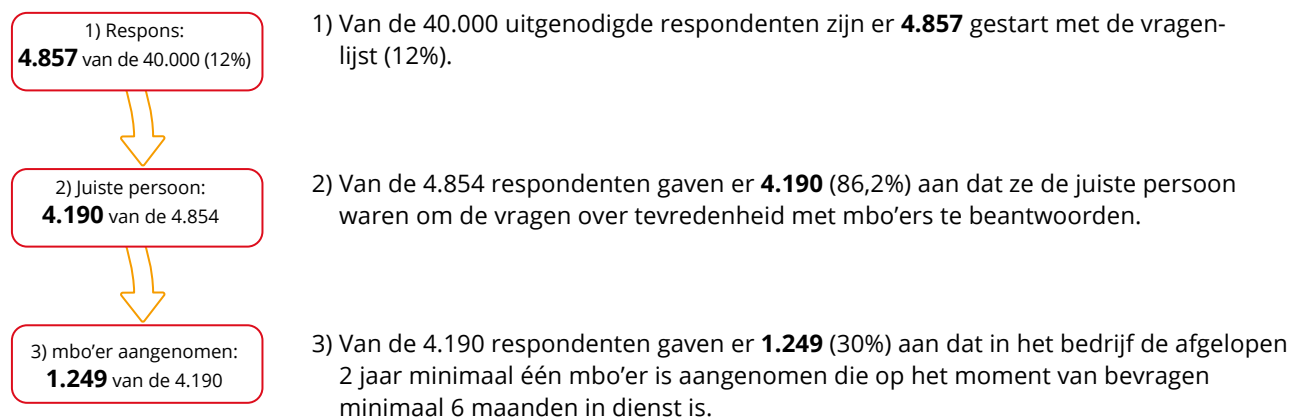 1) Respons:
4.857 van de 40.000 (12%)
1) Van de 40.000 uitgenodigde respondenten zijn er 4.857 gestart met de vragen-
lijst (12%).
2) Juiste persoon:
4.190 van de 4.854
2) Van de 4.854 respondenten gaven er 4.190 (86,2%) aan dat ze de juiste persoon
waren om de vragen over tevredenheid met mbo’ers te beantwoorden.
3) mbo’er aangenomen:
1.249 van de 4.190
3) Van de 4.190 respondenten gaven er 1.249 (30%) aan dat in het bedrijf de afgelopen
2 jaar minimaal één mbo’er is aangenomen die op het moment van bevragen
minimaal 6 maanden in dienst is.